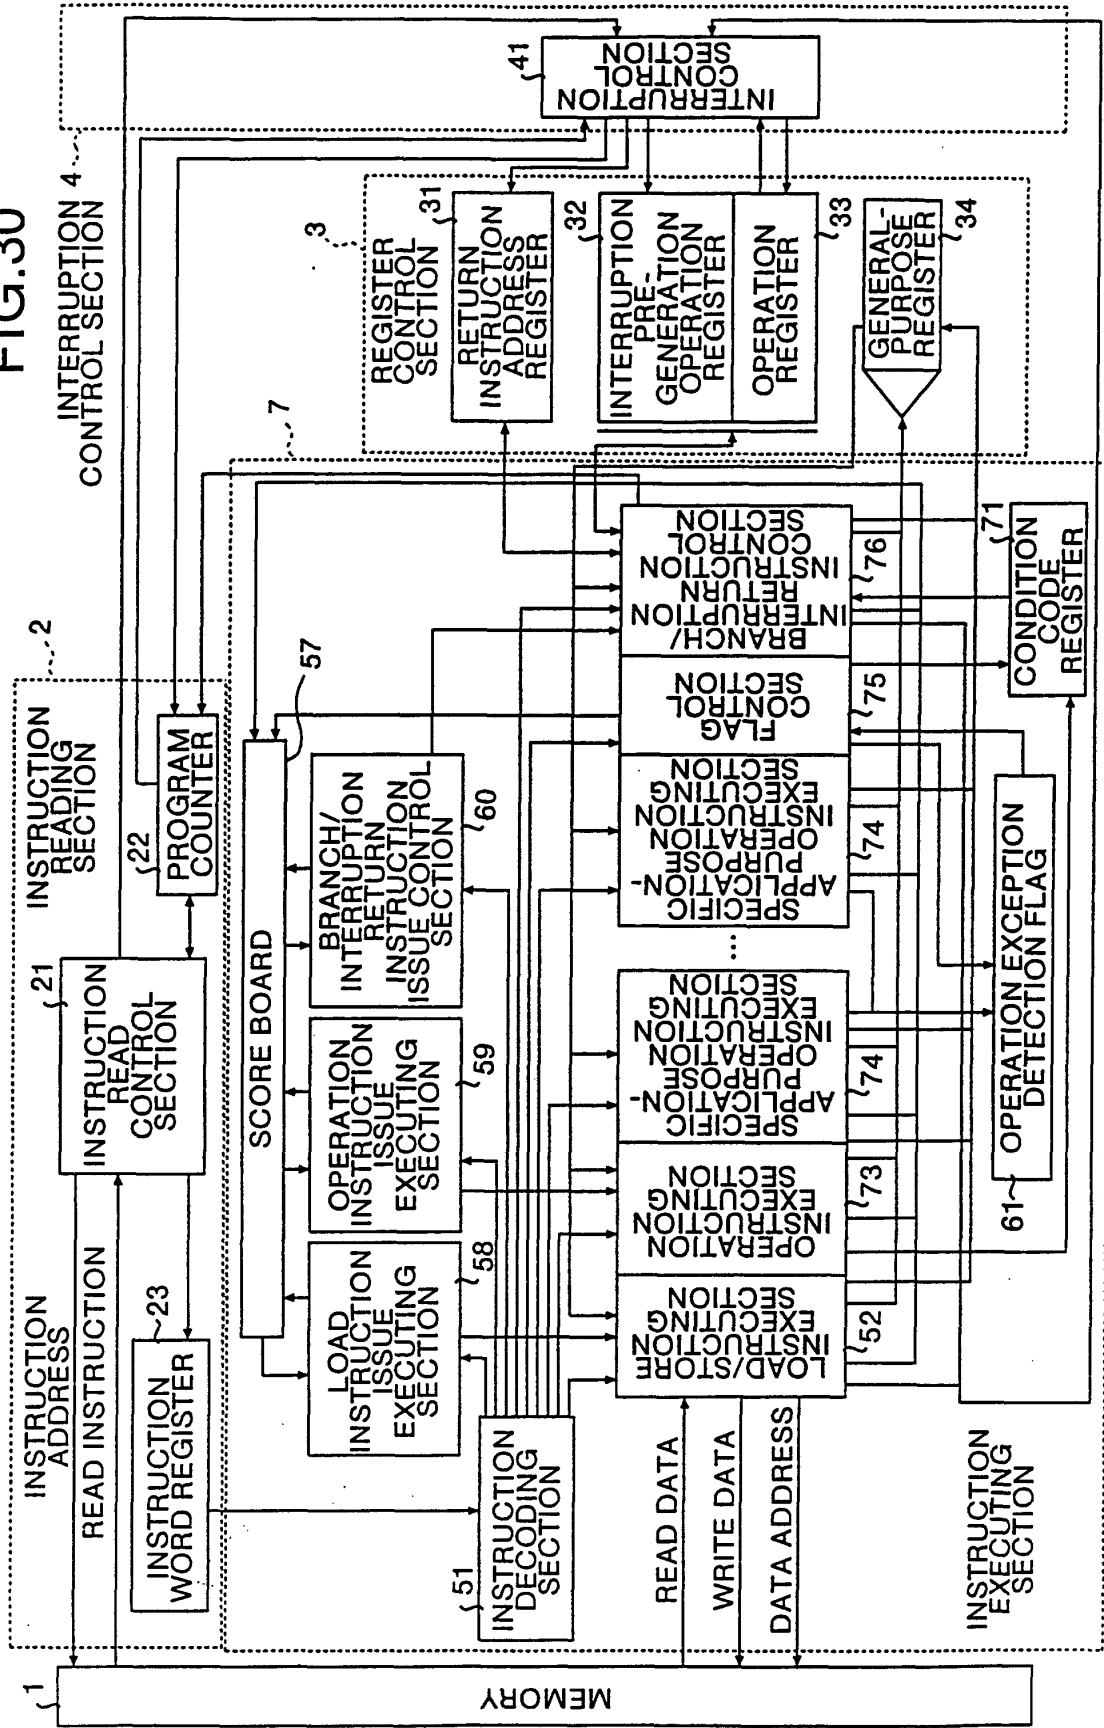 FIG.30
1
MEMORY
INSTRUCTION
ADDRESS
READ INSTRUCTION
INSTRUCTION
READING
SECTION
2
21
INSTRUCTION
READ
CONTROL
SECTION
22
PROGRAM
COUNTER
23
INSTRUCTION
WORD REGISTER
INTERRUPTION
CONTROL SECTION
4
41
INTERRUPTION
CONTROL
SECTION
3
REGISTER
CONTROL
SECTION
31
RETURN
INSTRUCTION
ADDRESS
REGISTER
32
INTERRUPTION
PRE-
GENERATION
OPERATION
REGISTER
OPERATION
REGISTER
33
GENERAL-
PURPOSE
REGISTER
34
7
SCORE BOARD
57
LOAD
INSTRUCTION
ISSUE
EXECUTING
SECTION
58
OPERATION
INSTRUCTION
ISSUE
EXECUTING
SECTION
59
BRANCH/
INTERRUPTION
RETURN
INSTRUCTION
ISSUE CONTROL
SECTION
60
51
INSTRUCTION
DECODING
SECTION
READ DATA
WRITE DATA
DATA ADDRESS
LOAD/STORE
INSTRUCTION
EXECUTING
SECTION
52
OPERATION
INSTRUCTION
EXECUTING
SECTION
73
SPECIFIC
APPLICATION-
PURPOSE
OPERATION
INSTRUCTION
EXECUTING
SECTION
74
...
SPECIFIC
APPLICATION-
PURPOSE
OPERATION
INSTRUCTION
EXECUTING
SECTION
74
FLAG
CONTROL
SECTION
75
BRANCH/
INTERRUPTION
RETURN
INSTRUCTION
CONTROL
SECTION
76
71
CONDITION
CODE
REGISTER
61
OPERATION EXCEPTION
DETECTION FLAG
INSTRUCTION
EXECUTING
SECTION